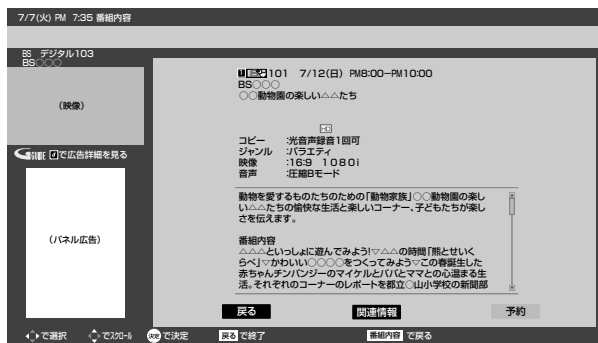 7/7(火) PM 7:35 番組内容
BS デジタル103
BS○○○
(映像)
GUIDE dで広告詳細を見る
(パネル広告)
101 7/12(日) PM8:00-PM10:00
BS○○○
○○動物園の楽しい△△たち
HD
コピー :光音声録音1回可
ジャンル :バラエティ
映像 :16:9 1080i
音声 :圧縮Bモード
動物を愛するものたちのための「動物家族」○○動物園の楽し
い△△たちの愉快な生活と楽しいコーナー、子どもたちが楽し
さを伝えます。
番組内容
△△△といっしょに遊んでみよう!▽△△の時間「熊とせいく
らべ」▽かわいい○○○○をつくってみよう▽この春誕生した
赤ちゃんチンパンジーのマイケルとパパとママとの心温まる生
活。それぞれのコーナーのレポートを都立○山小学校の新聞部
戻る 関連情報 予約
で選択 でスクロール 決定 で決定 戻る で終了 番組内容 で戻る